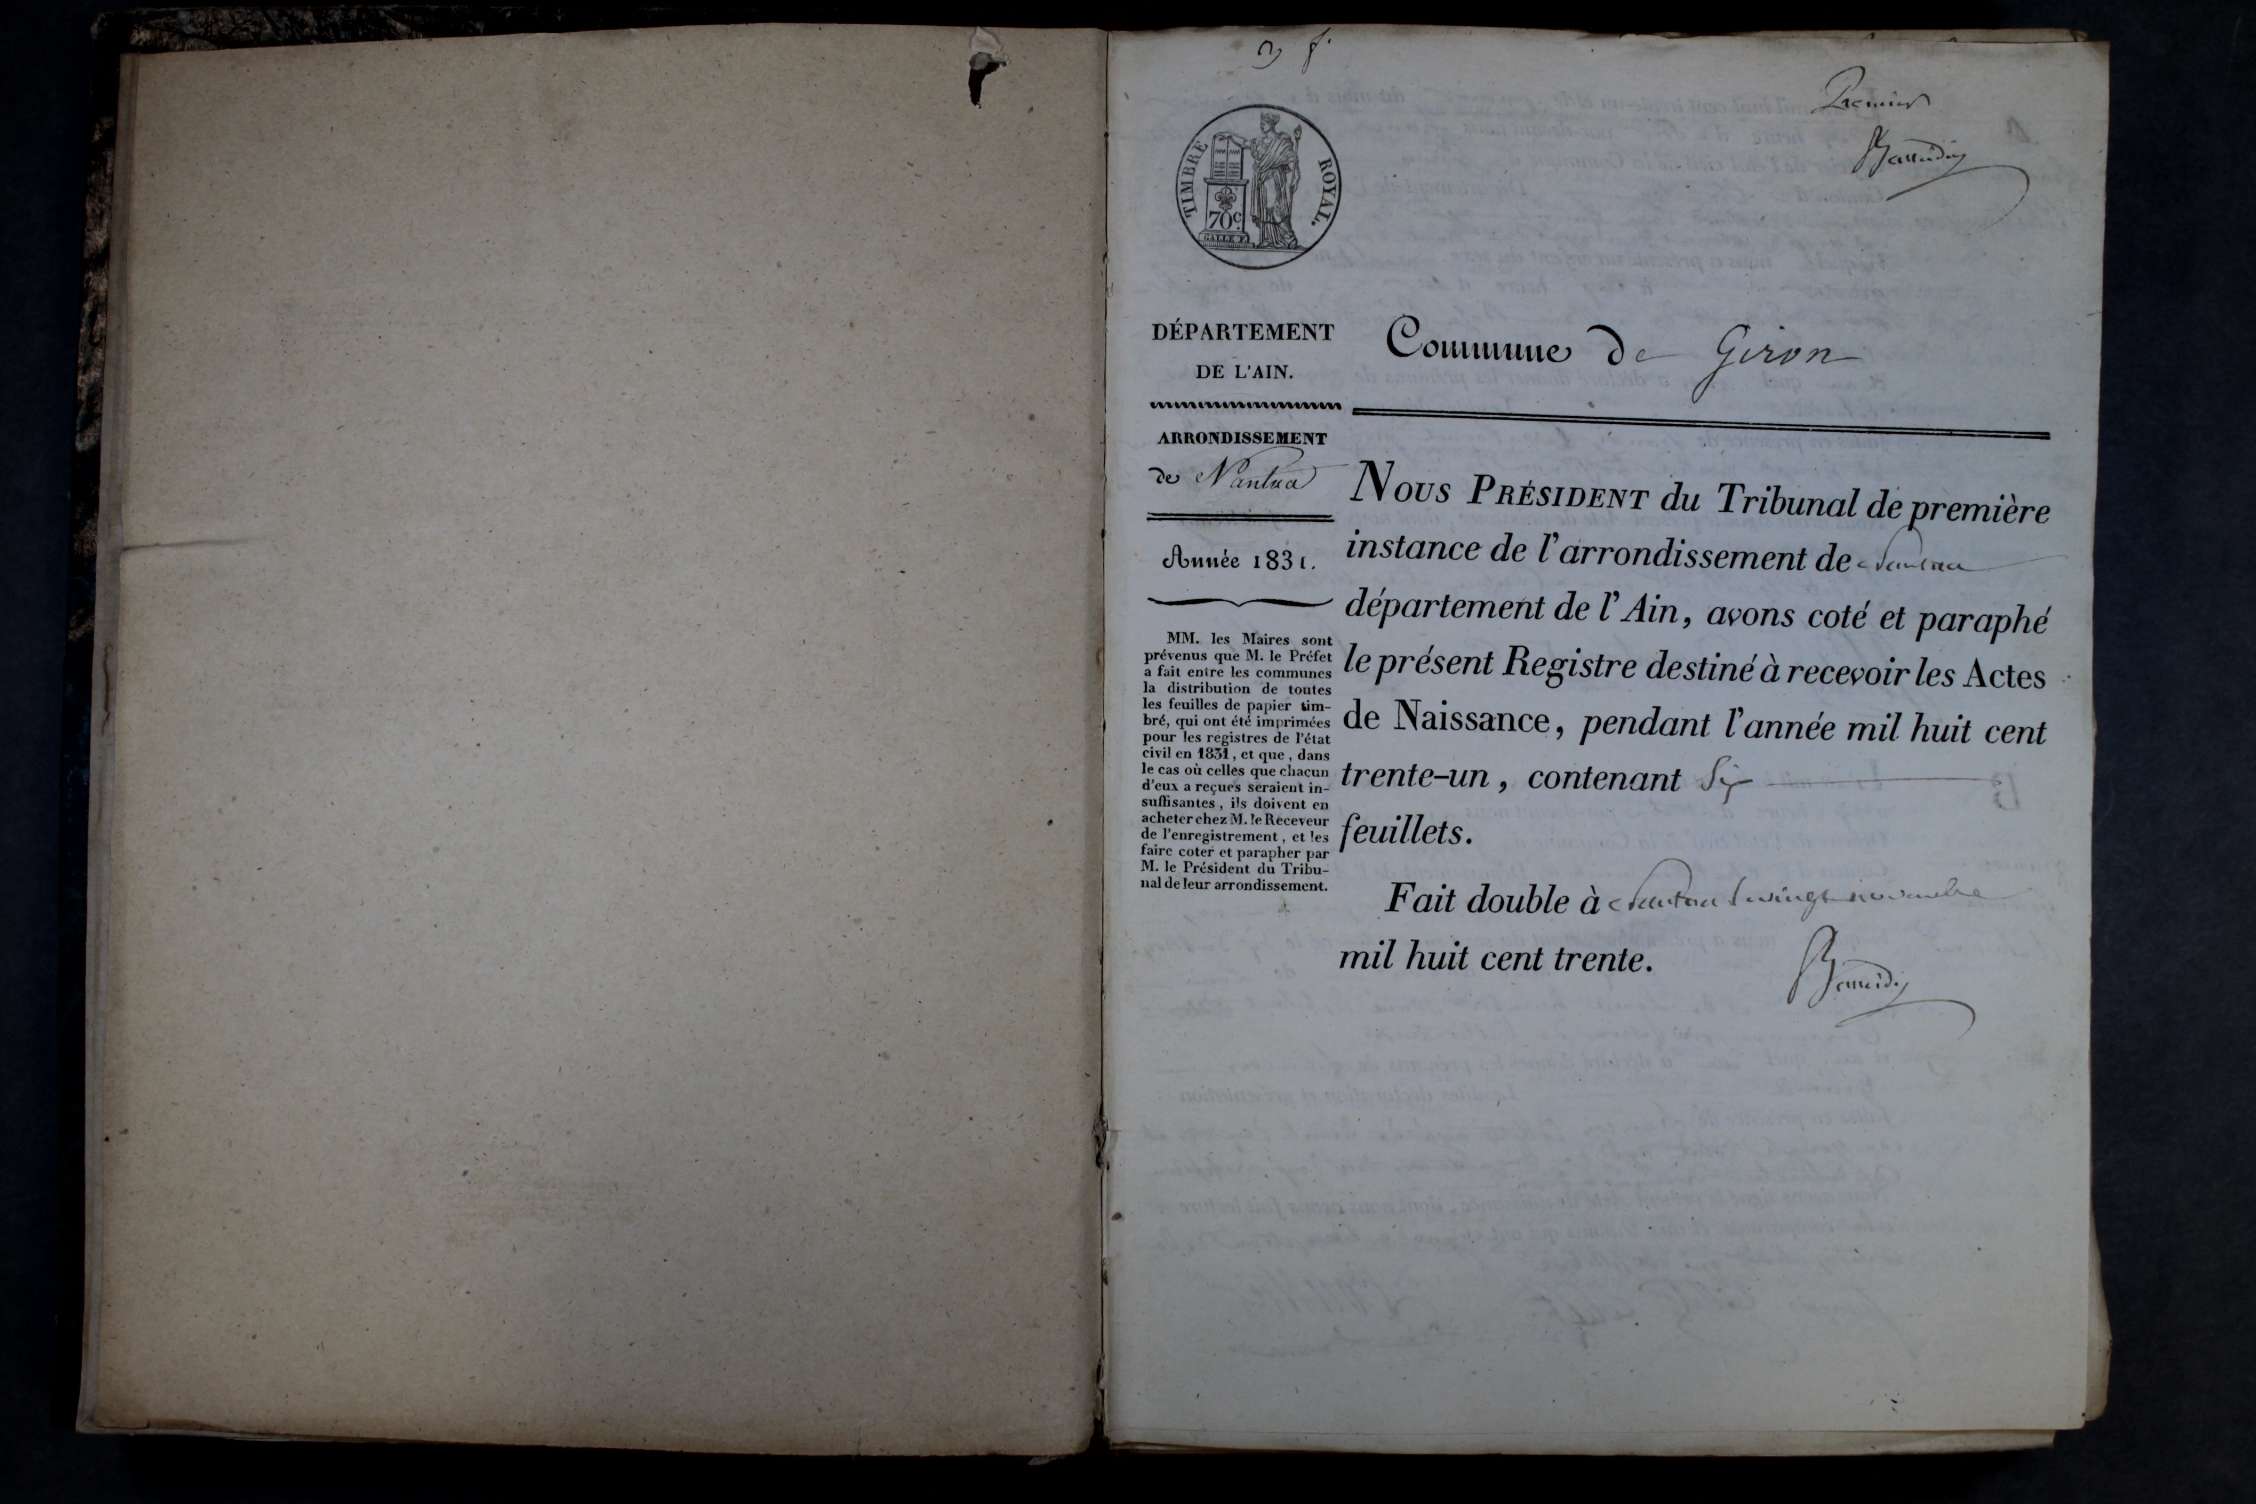 3 f.
Premier
TIMBRE ROYAL.
70 c.
GALLE F.
DÉPARTEMENT
DE L'AIN.
Commune de Giron
ARRONDISSEMENT
de Nantua
Année 1831.
MM. les Maires sont
prévenus que M. le Préfet
a fait entre les communes
la distribution de toutes
les feuilles de papier tim-
bré, qui ont été imprimées
pour les registres de l'état
civil en 1831, et que, dans
le cas où celles que chacun
d'eux a reçues seraient in-
suffisantes, ils doivent en
acheter chez M. le Receveur
de l'enregistrement, et les
faire coter et parapher par
M. le Président du Tribu-
nal de leur arrondissement.
NOUS PRÉSIDENT du Tribunal de première
instance de l'arrondissement de Nantua
département de l'Ain, avons coté et paraphé
le présent Registre destiné à recevoir les Actes
de Naissance, pendant l'année mil huit cent
trente-un, contenant Six
feuillets.
Fait double à Nantua le vingt novembre
mil huit cent trente.